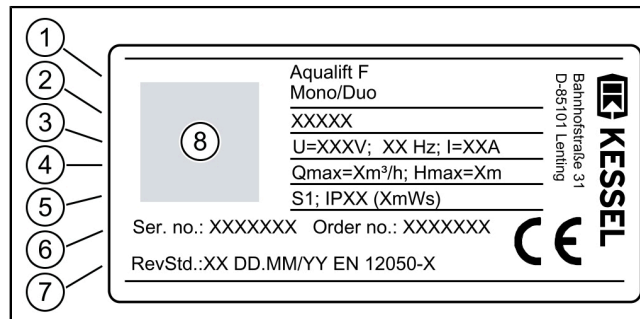 1
2
3
4
5
6
7
8
Aqualift F
Mono/Duo
XXXXX
U=XXXV; XX Hz; I=XXA
Qmax=Xm³/h; Hmax=Xm
S1; IPXX (XmWs)
Ser. no.: XXXXXXX Order no.: XXXXXXX
RevStd.:XX DD.MM/YY EN 12050-X
Bahnhofstraße 31
D-85101 Lenting
KESSEL
CE